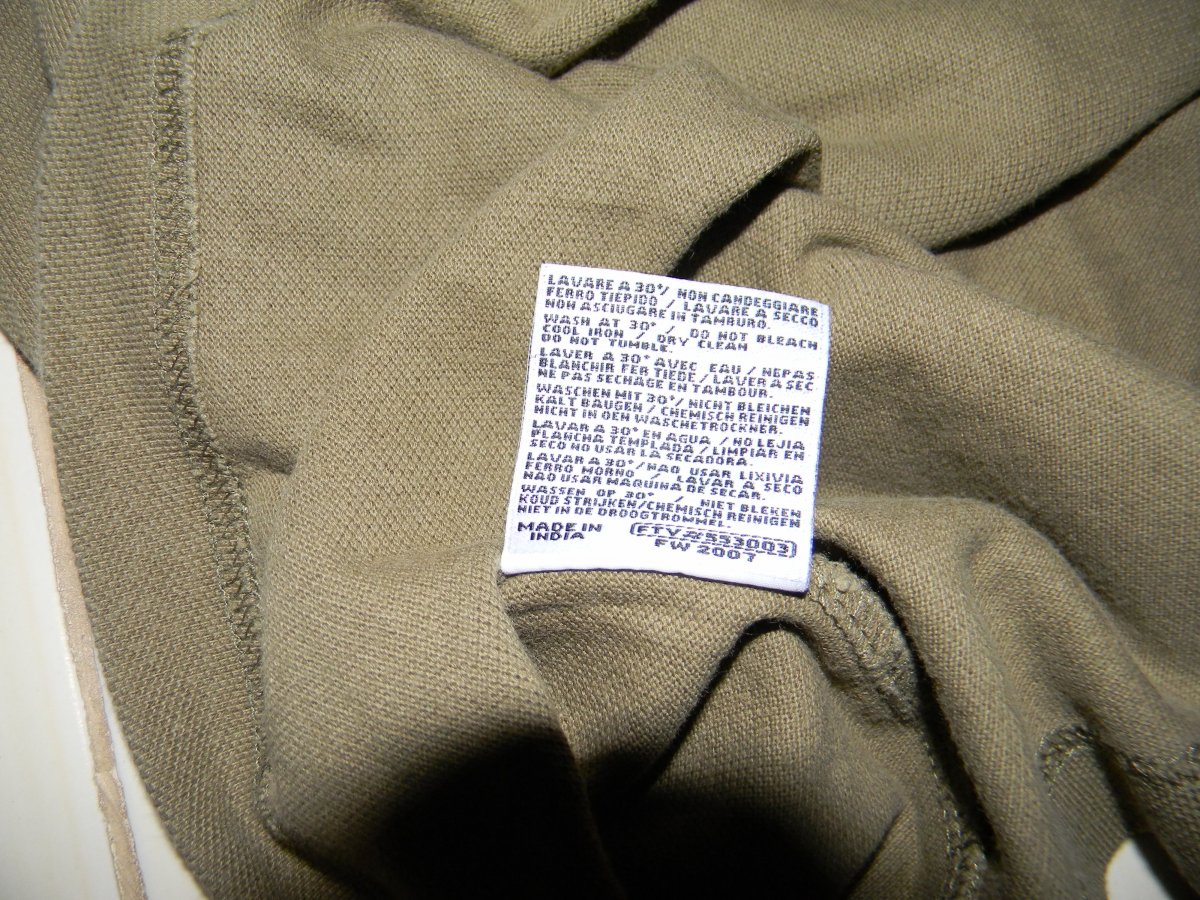 LAVARE A 30°/ NON CANDEGGIARE
FERRO TIEPIDO / LAVARE A SECCO
NON ASCIUGARE IN TAMBURO.
WASH AT 30° / DO NOT BLEACH
COOL IRON / DRY CLEAN
DO NOT TUMBLE.
LAVER A 30° AVEC EAU / NEPAS
BLANCHIR FER TIEDE / LAVER A SEC
NE PAS SECHAGE EN TAMBOUR.
WASCHEN MIT 30°/ NICHT BLEICHEN
KALT BAUGEN / CHEMISCH REINIGEN
NICHT IN DEN WASCHETROCKNER.
LAVAR A 30° EN AGUA / NO LEJIA
PLANCHA TEMPLADA / LIMPIAR EN
SECO NO USAR LA SECADORA.
LAVAR A 30°/NAO USAR LIXIVIA
FERRO MORNO / LAVAR A SECO
NAO USAR MAQUINA DE SECAR.
WASSEN OP 30° / NIET BLEKEN
KOUD STRIJKEN/CHEMISCH REINIGEN
NIET IN DE DROOGTROMMEL.
MADE IN INDIA
FTY#553003
FW 2007